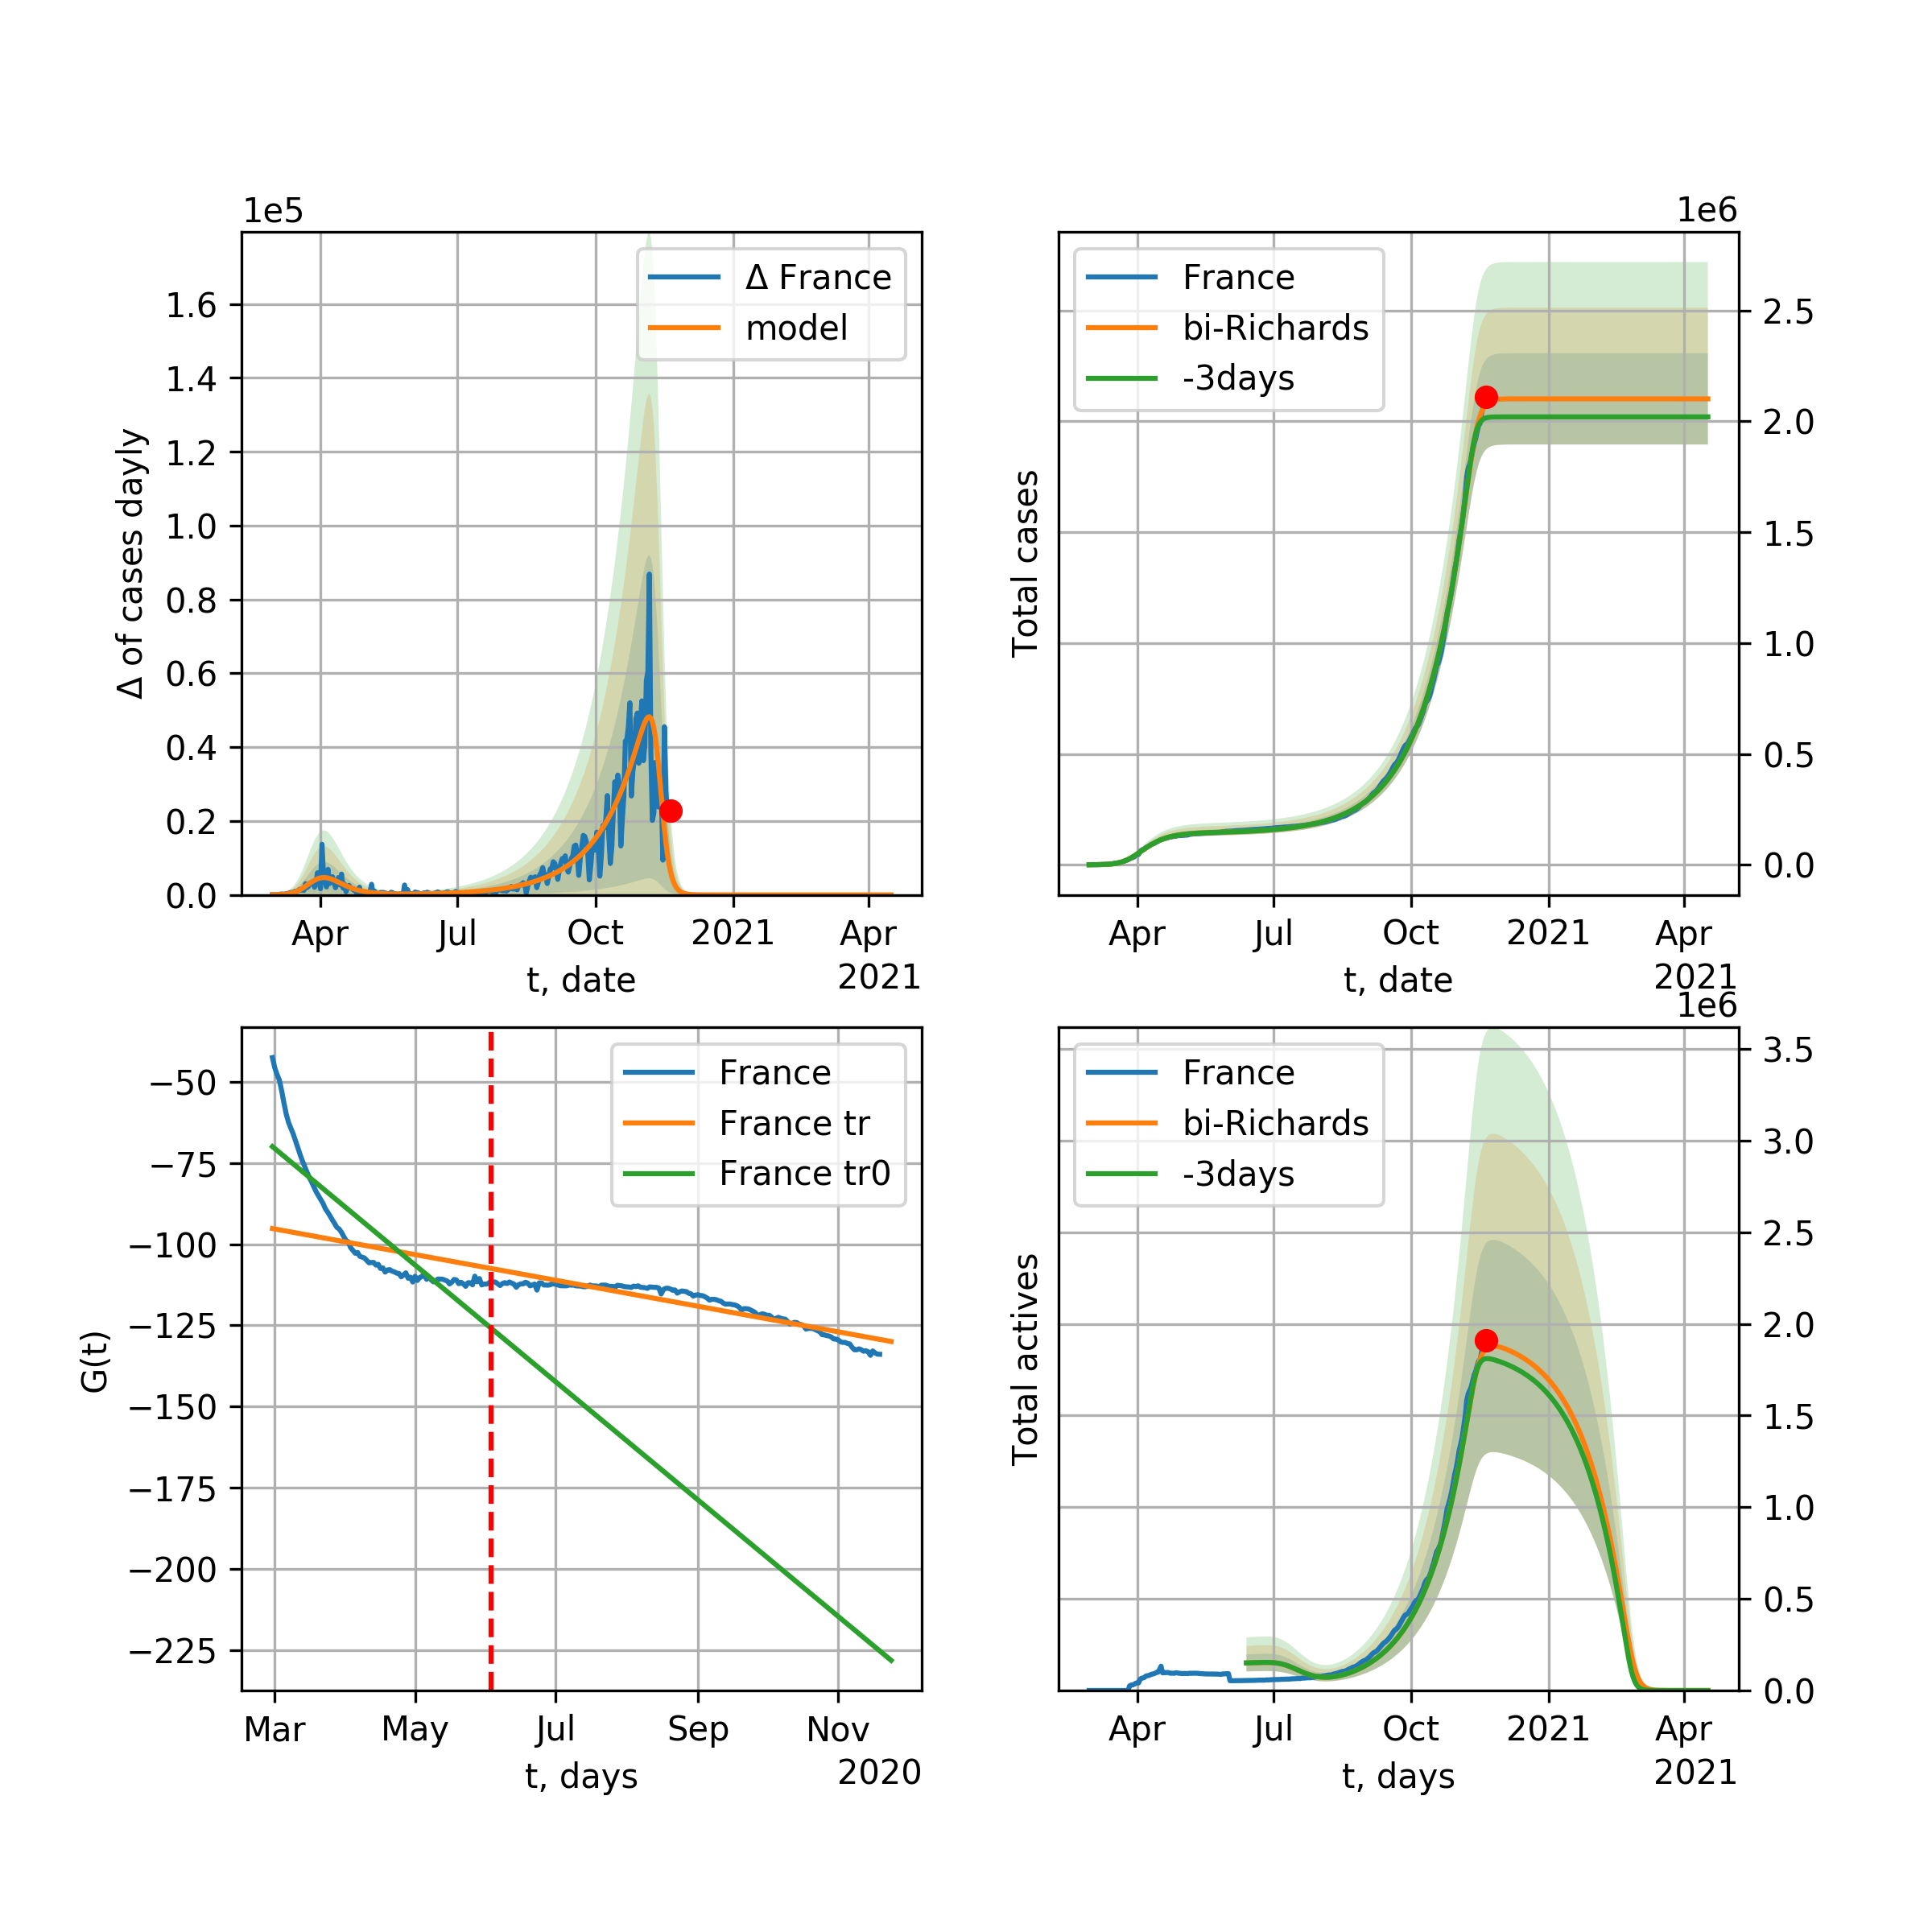 1e5
Δ of cases dayly
1.6
1.4
1.2
1.0
0.8
0.6
0.4
0.2
0.0
Δ France
model
Apr
Jul
Oct
2021
Apr
2021
t, date
1e6
Total cases
France
bi-Richards
-3days
2.5
2.0
1.5
1.0
0.5
0.0
Apr
Jul
Oct
2021
Apr
2021
t, date
G(t)
−50
−75
−100
−125
−150
−175
−200
−225
France
France tr
France tr0
Mar
May
Jul
Sep
Nov
2020
t, days
1e6
Total actives
France
bi-Richards
-3days
3.5
3.0
2.5
2.0
1.5
1.0
0.5
0.0
Apr
Jul
Oct
2021
Apr
2021
t, days